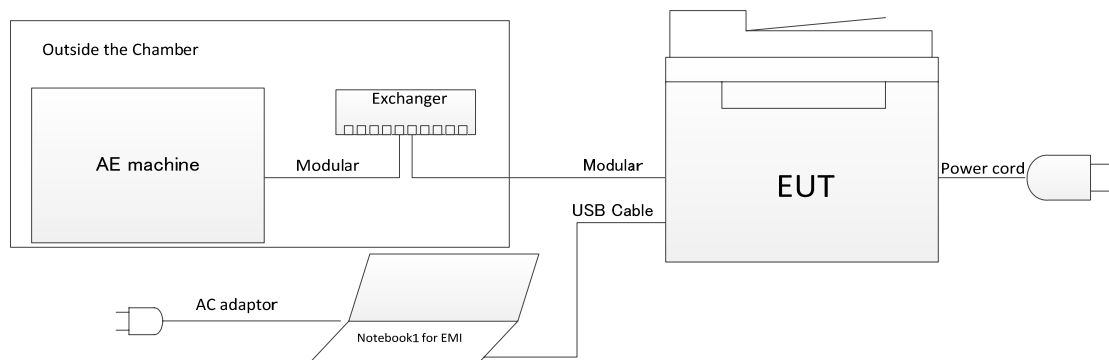 Outside the Chamber
Exchanger
AE machine
Modular
Modular
USB Cable
EUT
Power cord
AC adaptor
Notebook1 for EMI